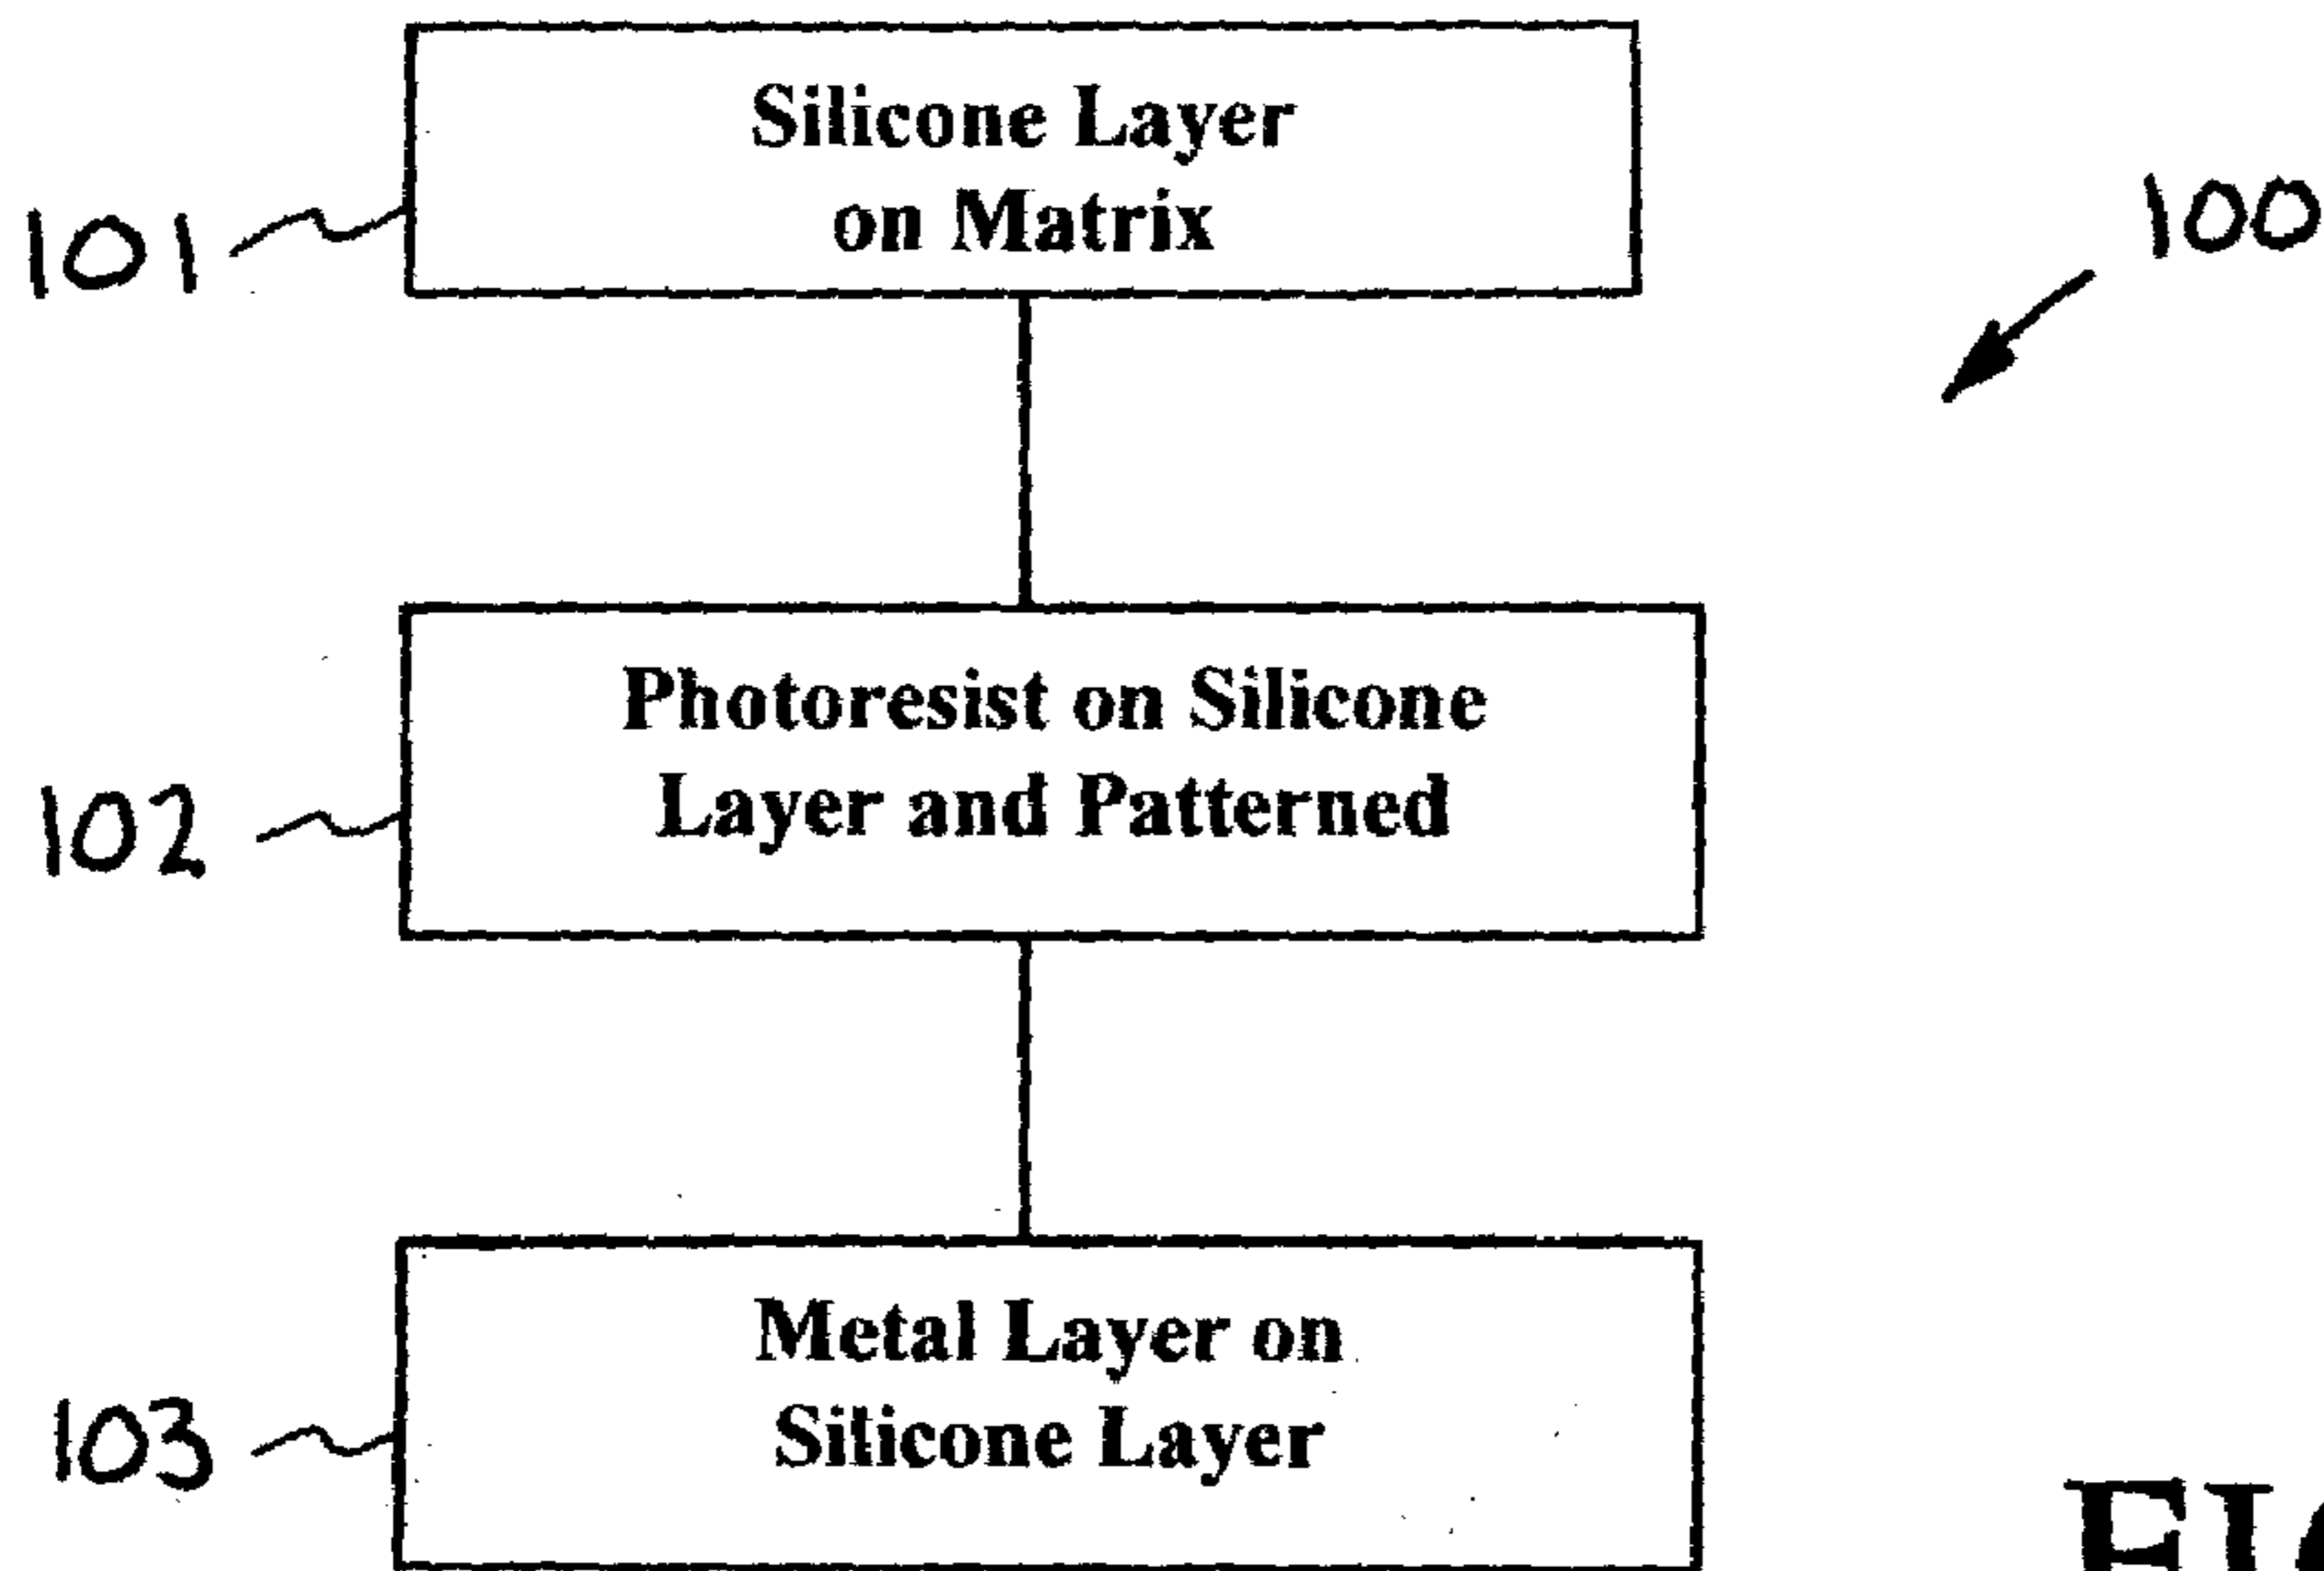 Silicone Layer
on Matrix
101
100
Photoresist on Silicone
Layer and Patterned
102
Metal Layer on
Silicone Layer
103